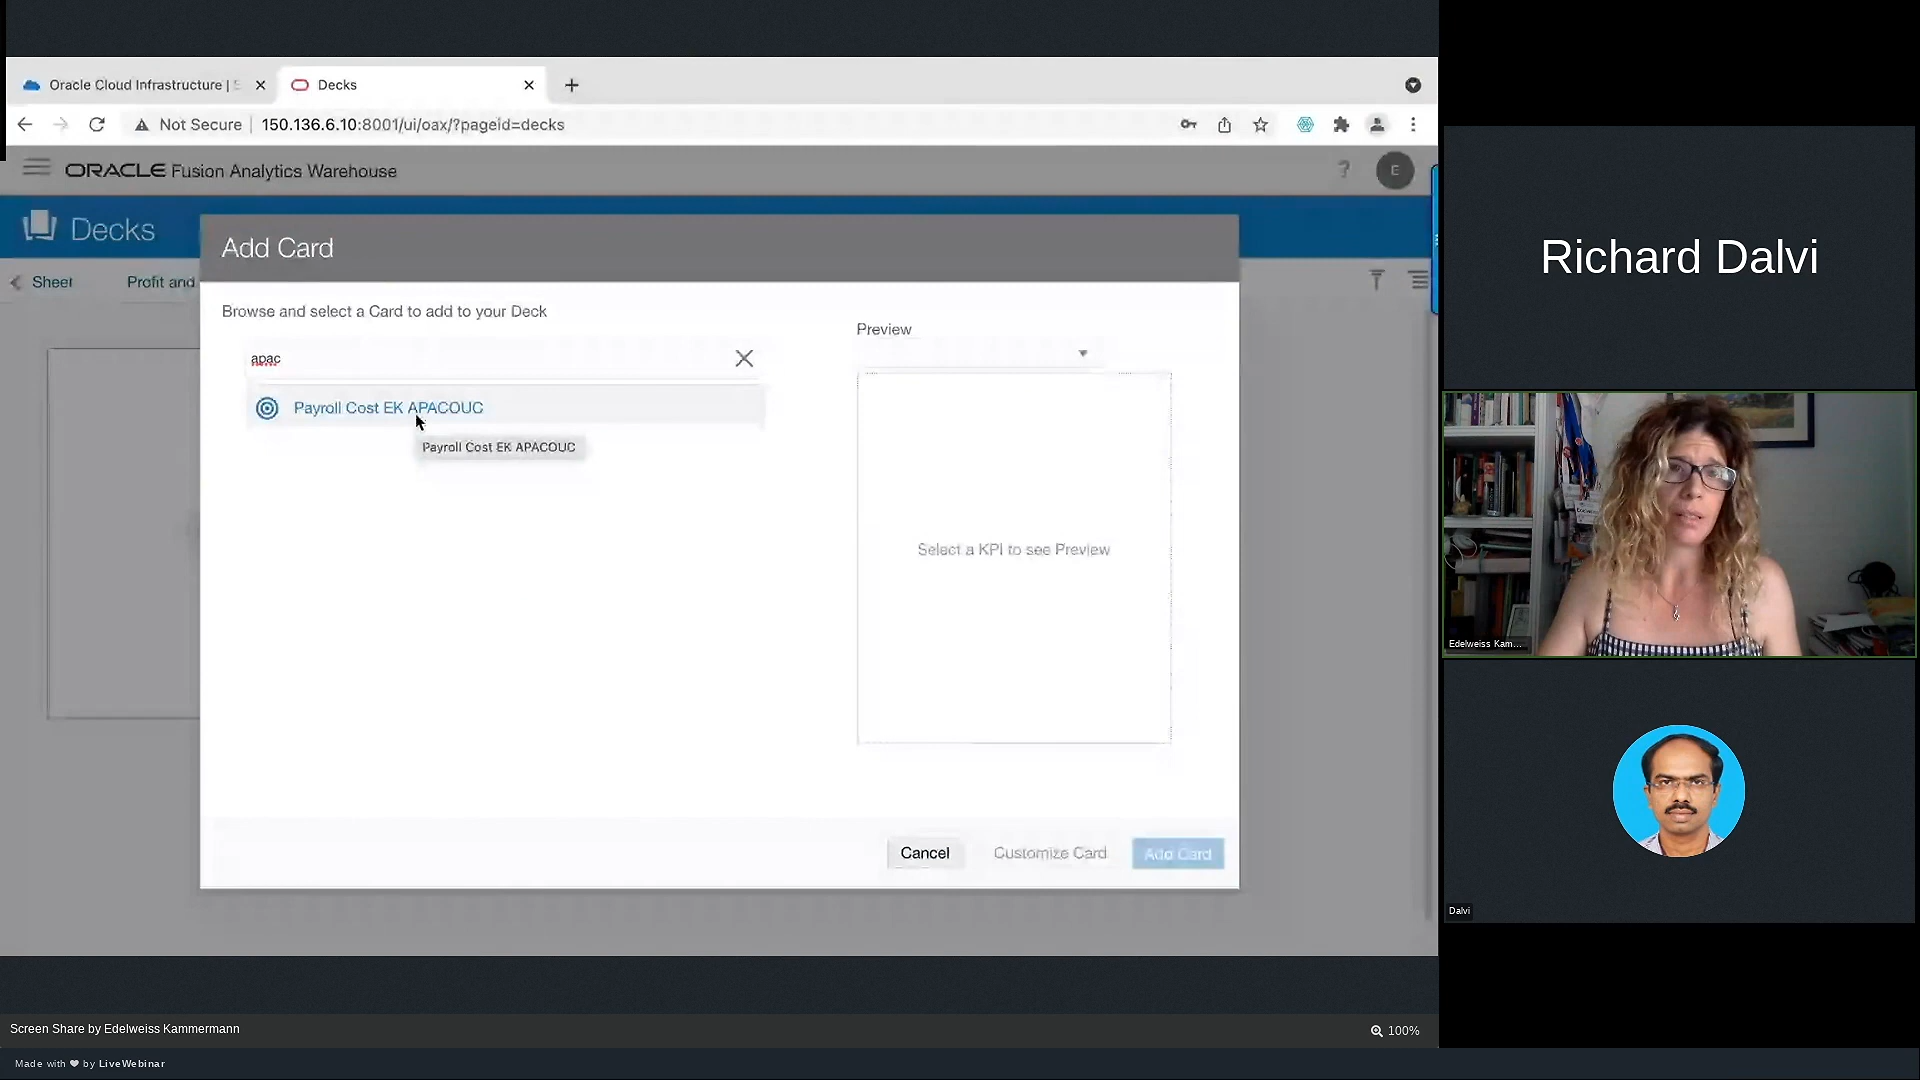 Oracle Cloud Infrastructure | S
Decks
Not Secure
150.136.6.10:8001/ui/oax/?pageid=decks
ORACLE Fusion Analytics Warehouse
?
E
Decks
Sheet
Profit and
Add Card
Browse and select a Card to add to your Deck
apac
Payroll Cost EK APACOUC
Payroll Cost EK APACOUC
Preview
Select a KPI to see Preview
Cancel
Customize Card
Add Card
Richard Dalvi
Edelweiss Kam...
Dalvi
Screen Share by Edelweiss Kammermann
100%
Made with ❤ by LiveWebinar